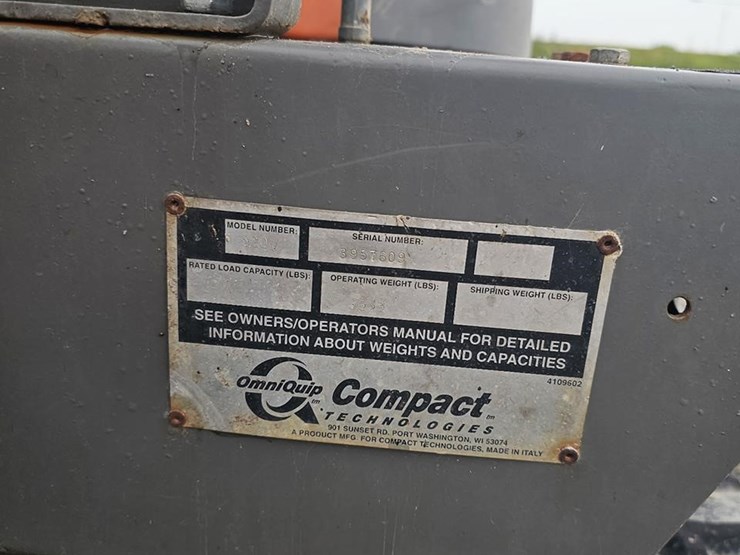 MODEL NUMBER:
SERIAL NUMBER:
RATED LOAD CAPACITY (LBS):
OPERATING WEIGHT (LBS):
SHIPPING WEIGHT (LBS):
SEE OWNERS/OPERATORS MANUAL FOR DETAILED
INFORMATION ABOUT WEIGHTS AND CAPACITIES
4109602
OmniQuip tm
Compact tm
TECHNOLOGIES
901 SUNSET RD. PORT WASHINGTON, WI 53074
A PRODUCT MFG. FOR COMPACT TECHNOLOGIES, MADE IN ITALY